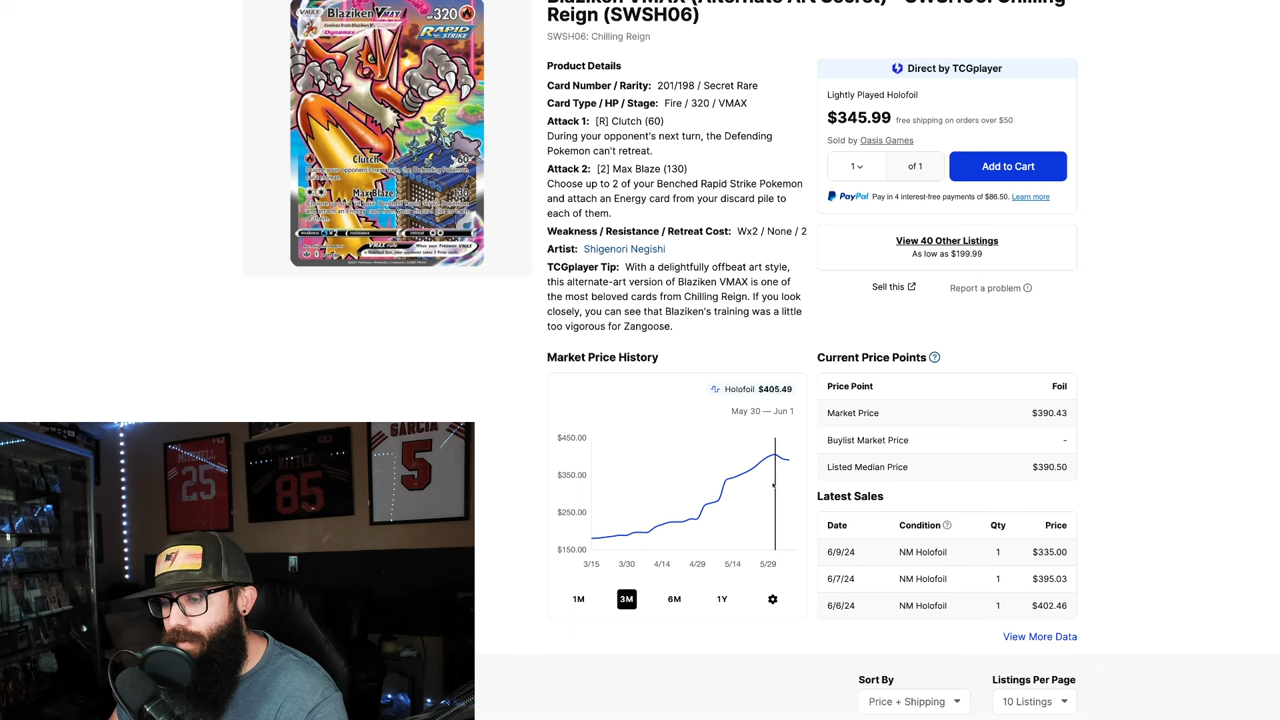 Blaziken VMAX (Alternate Art Secret) - SWSH06: Chilling
Reign (SWSH06)
SWSH06: Chilling Reign
Product Details
Card Number / Rarity: 201/198 / Secret Rare
Card Type / HP / Stage: Fire / 320 / VMAX
Attack 1: [R] Clutch (60)
During your opponent's next turn, the Defending
Pokemon can't retreat.
Attack 2: [2] Max Blaze (130)
Choose up to 2 of your Benched Rapid Strike Pokemon
and attach an Energy card from your discard pile to
each of them.
Weakness / Resistance / Retreat Cost: Wx2 / None / 2
Artist: Shigenori Negishi
TCGplayer Tip: With a delightfully offbeat art style,
this alternate-art version of Blaziken VMAX is one of
the most beloved cards from Chilling Reign. If you look
closely, you can see that Blaziken's training was a little
too vigorous for Zangoose.
Direct by TCGplayer
Lightly Played Holofoil
$345.99 free shipping on orders over $50
Sold by Oasis Games
1 of 1 Add to Cart
PayPal Pay in 4 interest-free payments of $86.50. Learn more
View 40 Other Listings
As low as $199.99
Sell this Report a problem
Market Price History
Holofoil $405.49
May 30 — Jun 1
$450.00
$350.00
$250.00
$150.00
3/15 3/30 4/14 4/29 5/14 5/29
1M 3M 6M 1Y
Current Price Points
Price Point Foil
Market Price $390.43
Buylist Market Price -
Listed Median Price $390.50
Latest Sales
Date Condition Qty Price
6/9/24 NM Holofoil 1 $335.00
6/7/24 NM Holofoil 1 $395.03
6/6/24 NM Holofoil 1 $402.46
View More Data
Sort By Listings Per Page
Price + Shipping 10 Listings
VMAX Blaziken VMAX 320
Evolves from Blaziken V
Dynamax
RAPID
STRIKE
Clutch 60
Max Blaze 130
VMAX rule
MITCHELL
25
KITTLE
85
GARCIA
5